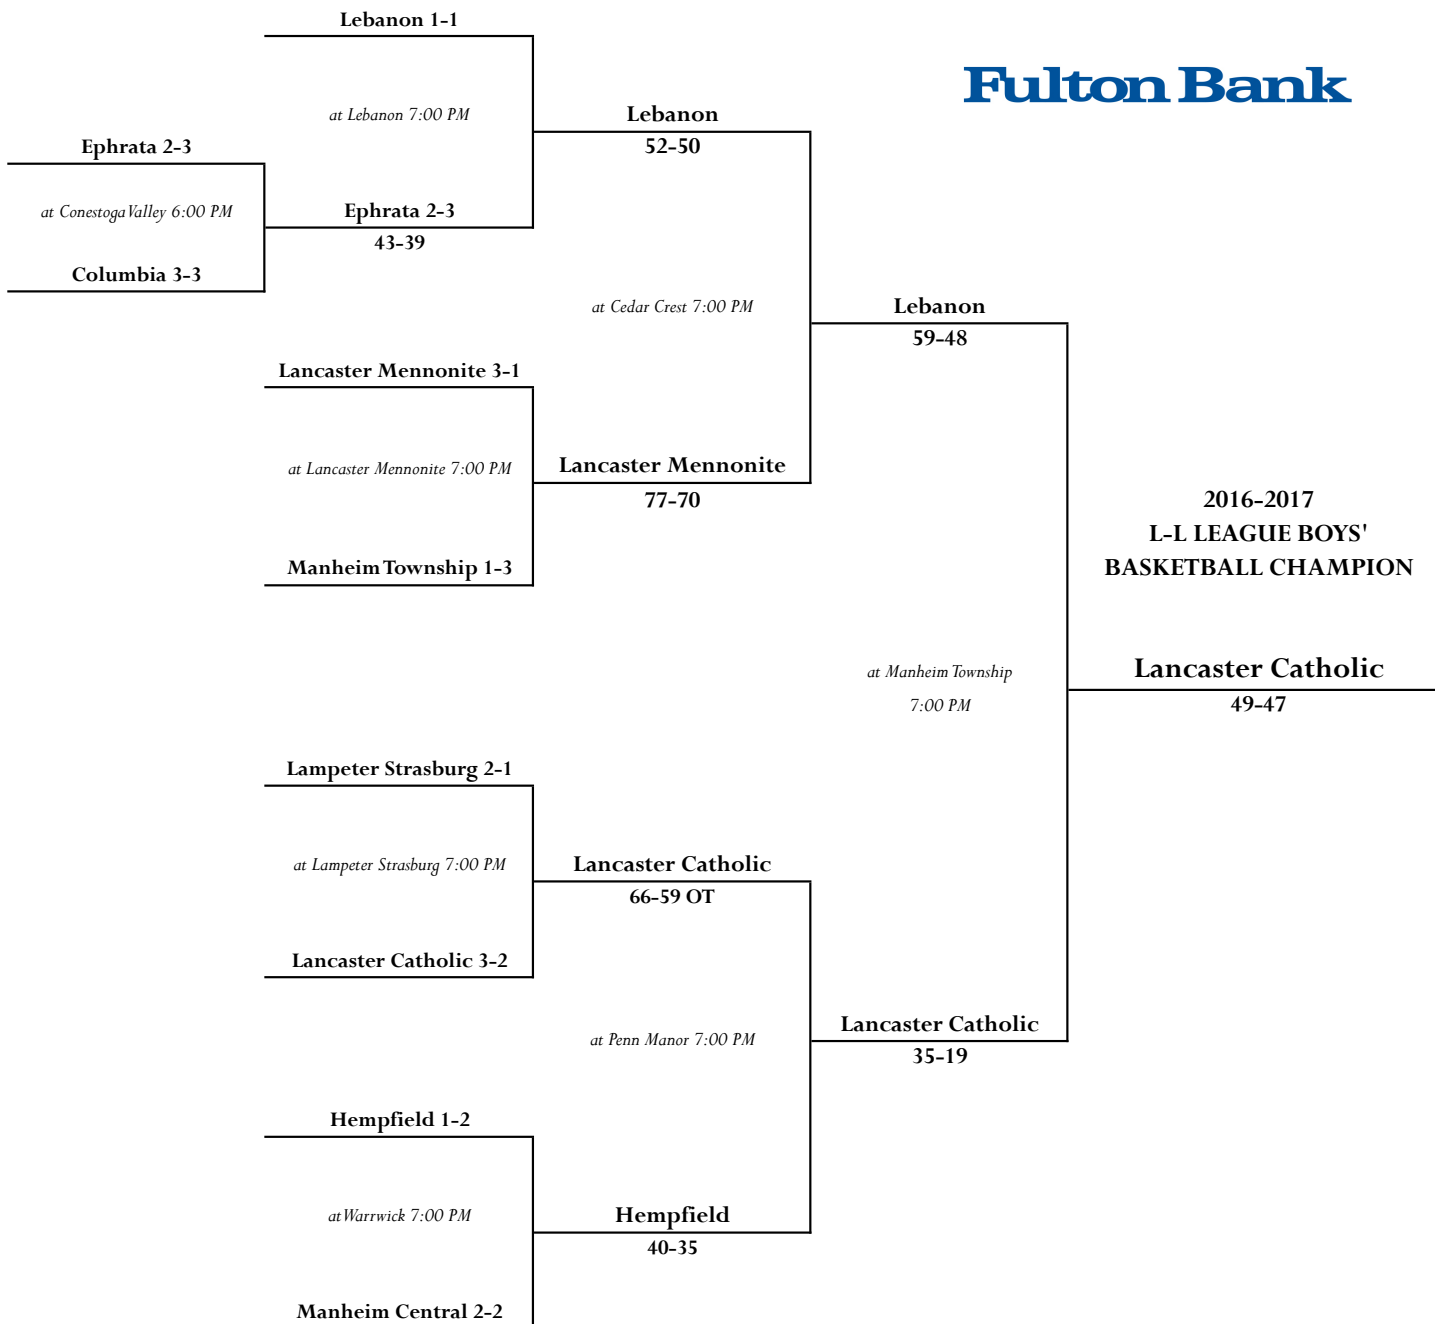 Lebanon 1-1
Fulton Bank
at Lebanon 7:00 PM
Lebanon
52-50
Ephrata 2-3
at Conestoga Valley 6:00 PM
Ephrata 2-3
43-39
Columbia 3-3
at Cedar Crest 7:00 PM
Lebanon
59-48
Lancaster Mennonite 3-1
at Lancaster Mennonite 7:00 PM
Lancaster Mennonite
77-70
Manheim Township 1-3
2016-2017
L-L LEAGUE BOYS'
BASKETBALL CHAMPION
at Manheim Township
7:00 PM
Lancaster Catholic
49-47
Lampeter Strasburg 2-1
at Lampeter Strasburg 7:00 PM
Lancaster Catholic
66-59 OT
Lancaster Catholic 3-2
at Penn Manor 7:00 PM
Lancaster Catholic
35-19
Hempfield 1-2
at Warrwick 7:00 PM
Hempfield
40-35
Manheim Central 2-2